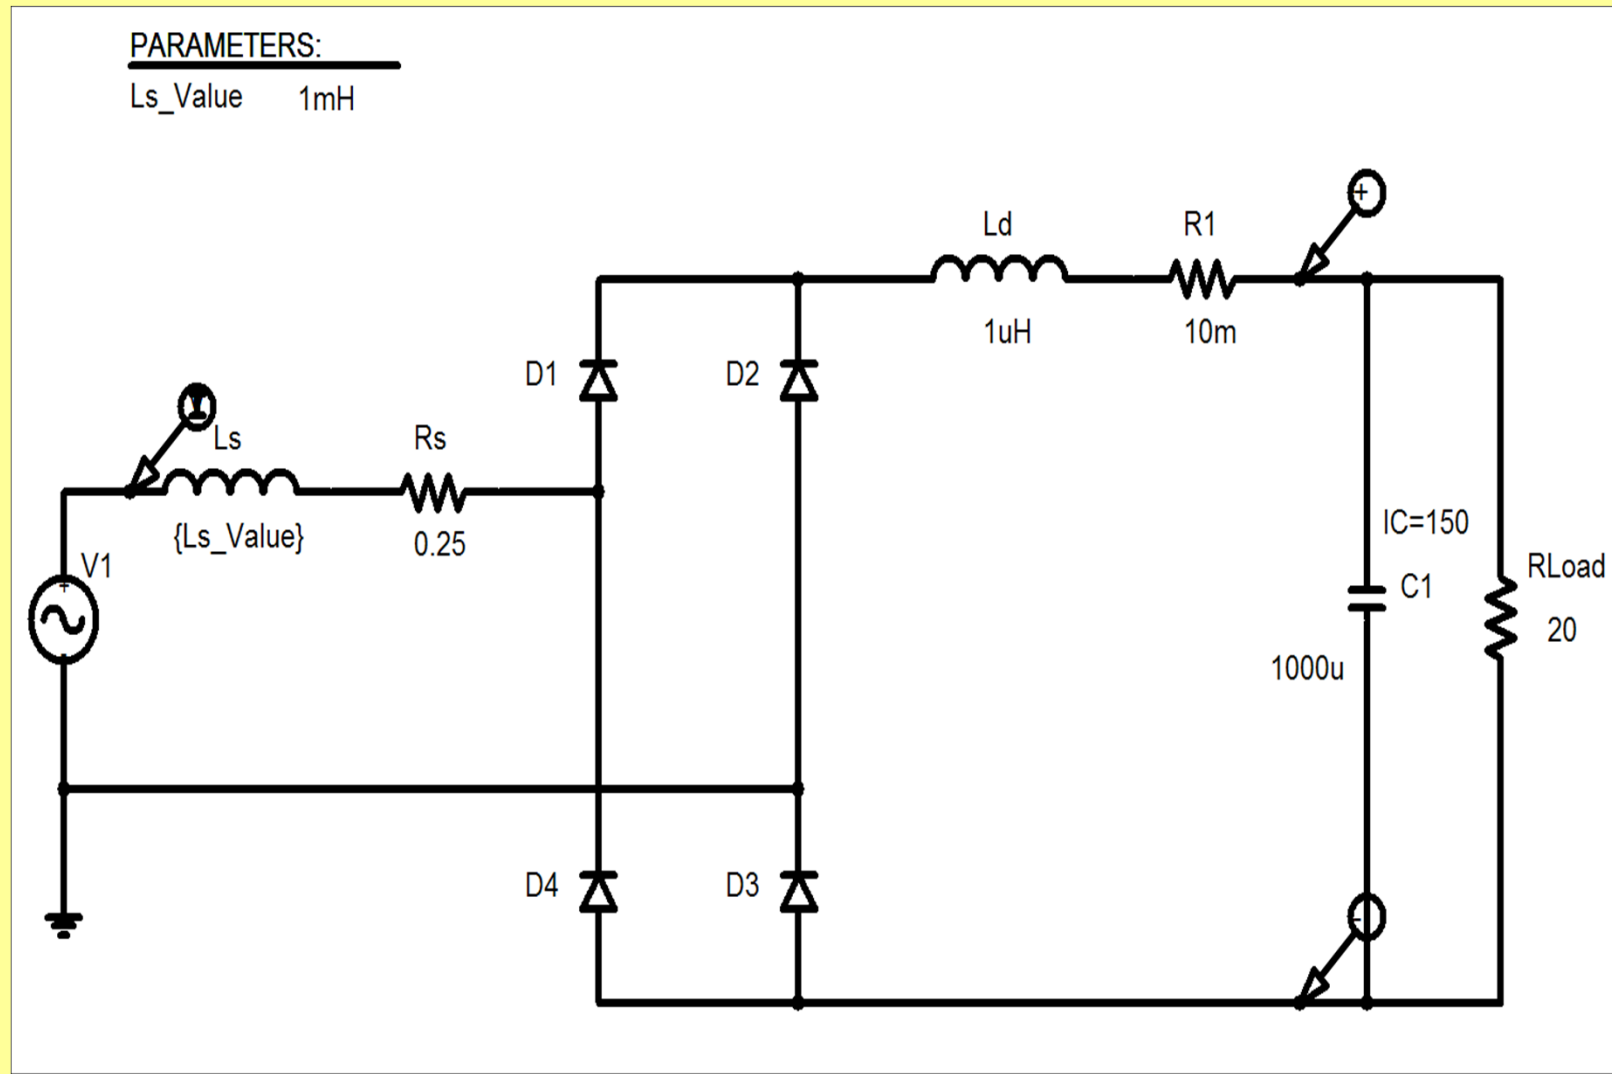 PARAMETERS:
Ls_Value 1mH
+
Ld
R1
1uH
10m
D1
D2
V
Ls
Rs
{Ls_Value}
0.25
V1
+
IC=150
C1
1000u
RLoad
20
D4
D3
-